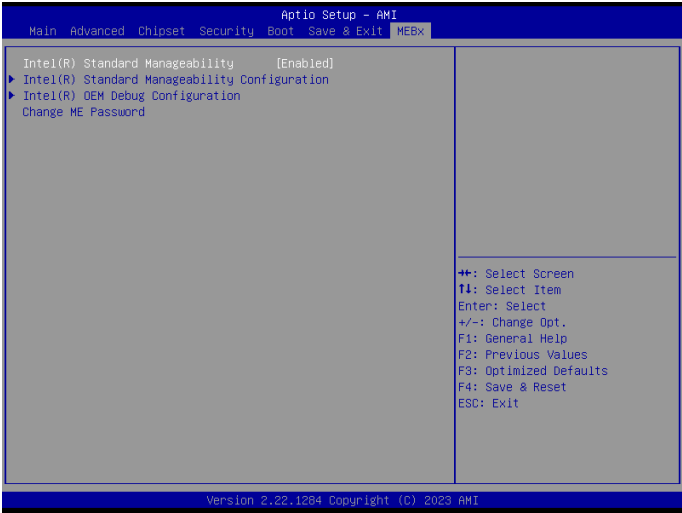 Aptio Setup - AMI
Main Advanced Chipset Security Boot Save & Exit MEBx
Intel(R) Standard Manageability [Enabled]
Intel(R) Standard Manageability Configuration
Intel(R) OEM Debug Configuration
Change ME Password
→←: Select Screen
↑↓: Select Item
Enter: Select
+/-: Change Opt.
F1: General Help
F2: Previous Values
F3: Optimized Defaults
F4: Save & Reset
ESC: Exit
Version 2.22.1284 Copyright (C) 2023 AMI